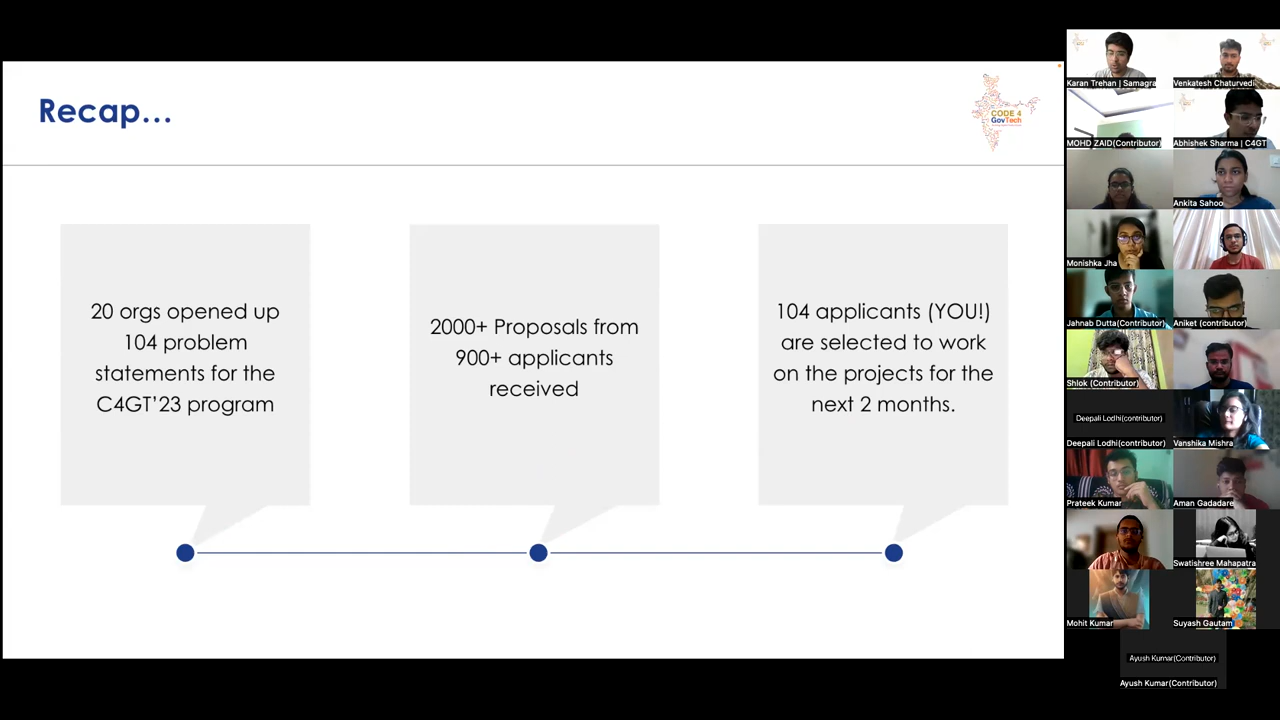 Recap...
CODE 4
GovTech
20 orgs opened up
104 problem
statements for the
C4GT'23 program
2000+ Proposals from
900+ applicants
received
104 applicants (YOU!)
are selected to work
on the projects for the
next 2 months.
Karan Trehan | Samagra
Venkatesh Chaturvedi
MOHD ZAID(Contributor)
Abhishek Sharma | C4GT
Ankita Sahoo
Monishka Jha
Jahnab Dutta(Contributor)
Aniket (contributor)
Shlok (Contributor)
Deepali Lodhi(contributor)
Deepali Lodhi(contributor)
Vanshika Mishra
Prateek Kumar
Aman Gadadare
Swatishree Mahapatra
Mohit Kumar
Suyash Gautam
Ayush Kumar(Contributor)
Ayush Kumar(Contributor)